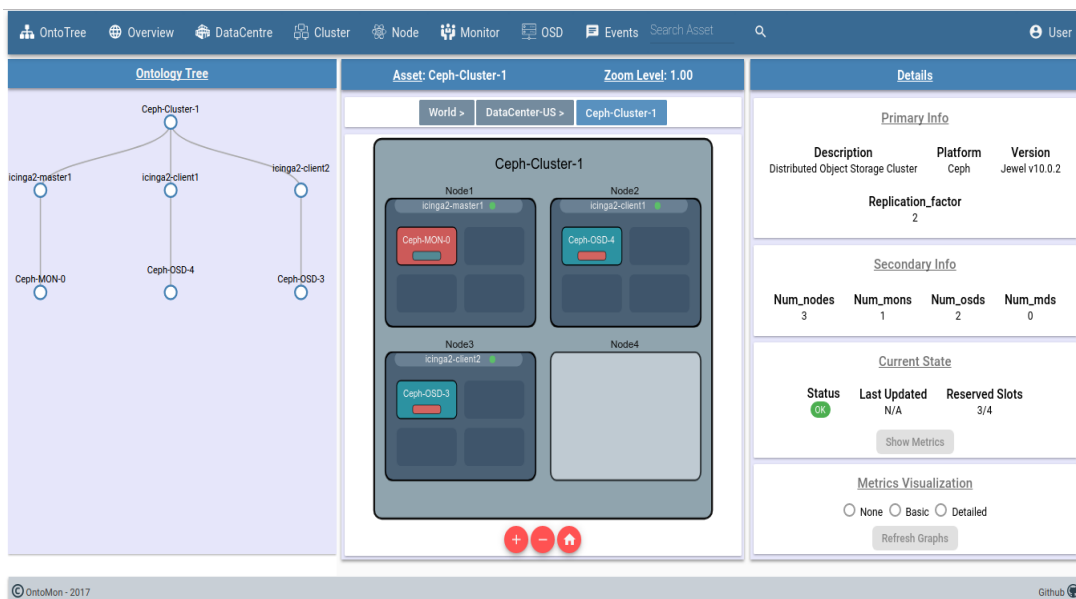 OntoTree Overview DataCentre Cluster Node Monitor OSD Events Search Asset User
Ontology Tree
Ceph-Cluster-1
icinga2-master1 icinga2-client1 icinga2-client2
Ceph-MON-0 Ceph-OSD-4 Ceph-OSD-3
Asset: Ceph-Cluster-1 Zoom Level: 1.00
World > DataCenter-US > Ceph-Cluster-1
Ceph-Cluster-1
Node1 Node2
icinga2-master1 icinga2-client1
Ceph-MON-0 Ceph-OSD-4
Node3 Node4
icinga2-client2
Ceph-OSD-3
+ −
Details
Primary Info
Description Platform Version
Distributed Object Storage Cluster Ceph Jewel v10.0.2
Replication_factor
2
Secondary Info
Num_nodes Num_mons Num_osds Num_mds
3 1 2 0
Current State
Status Last Updated Reserved Slots
OK N/A 3/4
Show Metrics
Metrics Visualization
None Basic Detailed
Refresh Graphs
© OntoMon - 2017 Github